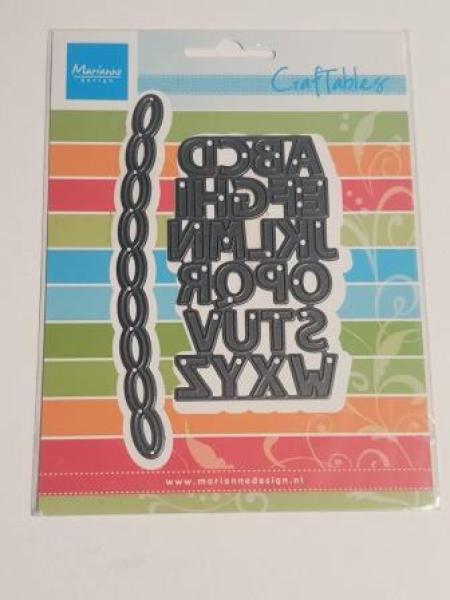 Marianne
DESIGN
CrafTables
ABCD
EFGHI
JKLMN
OPQR
STUV
WXYZ
www.mariannedesign.nl